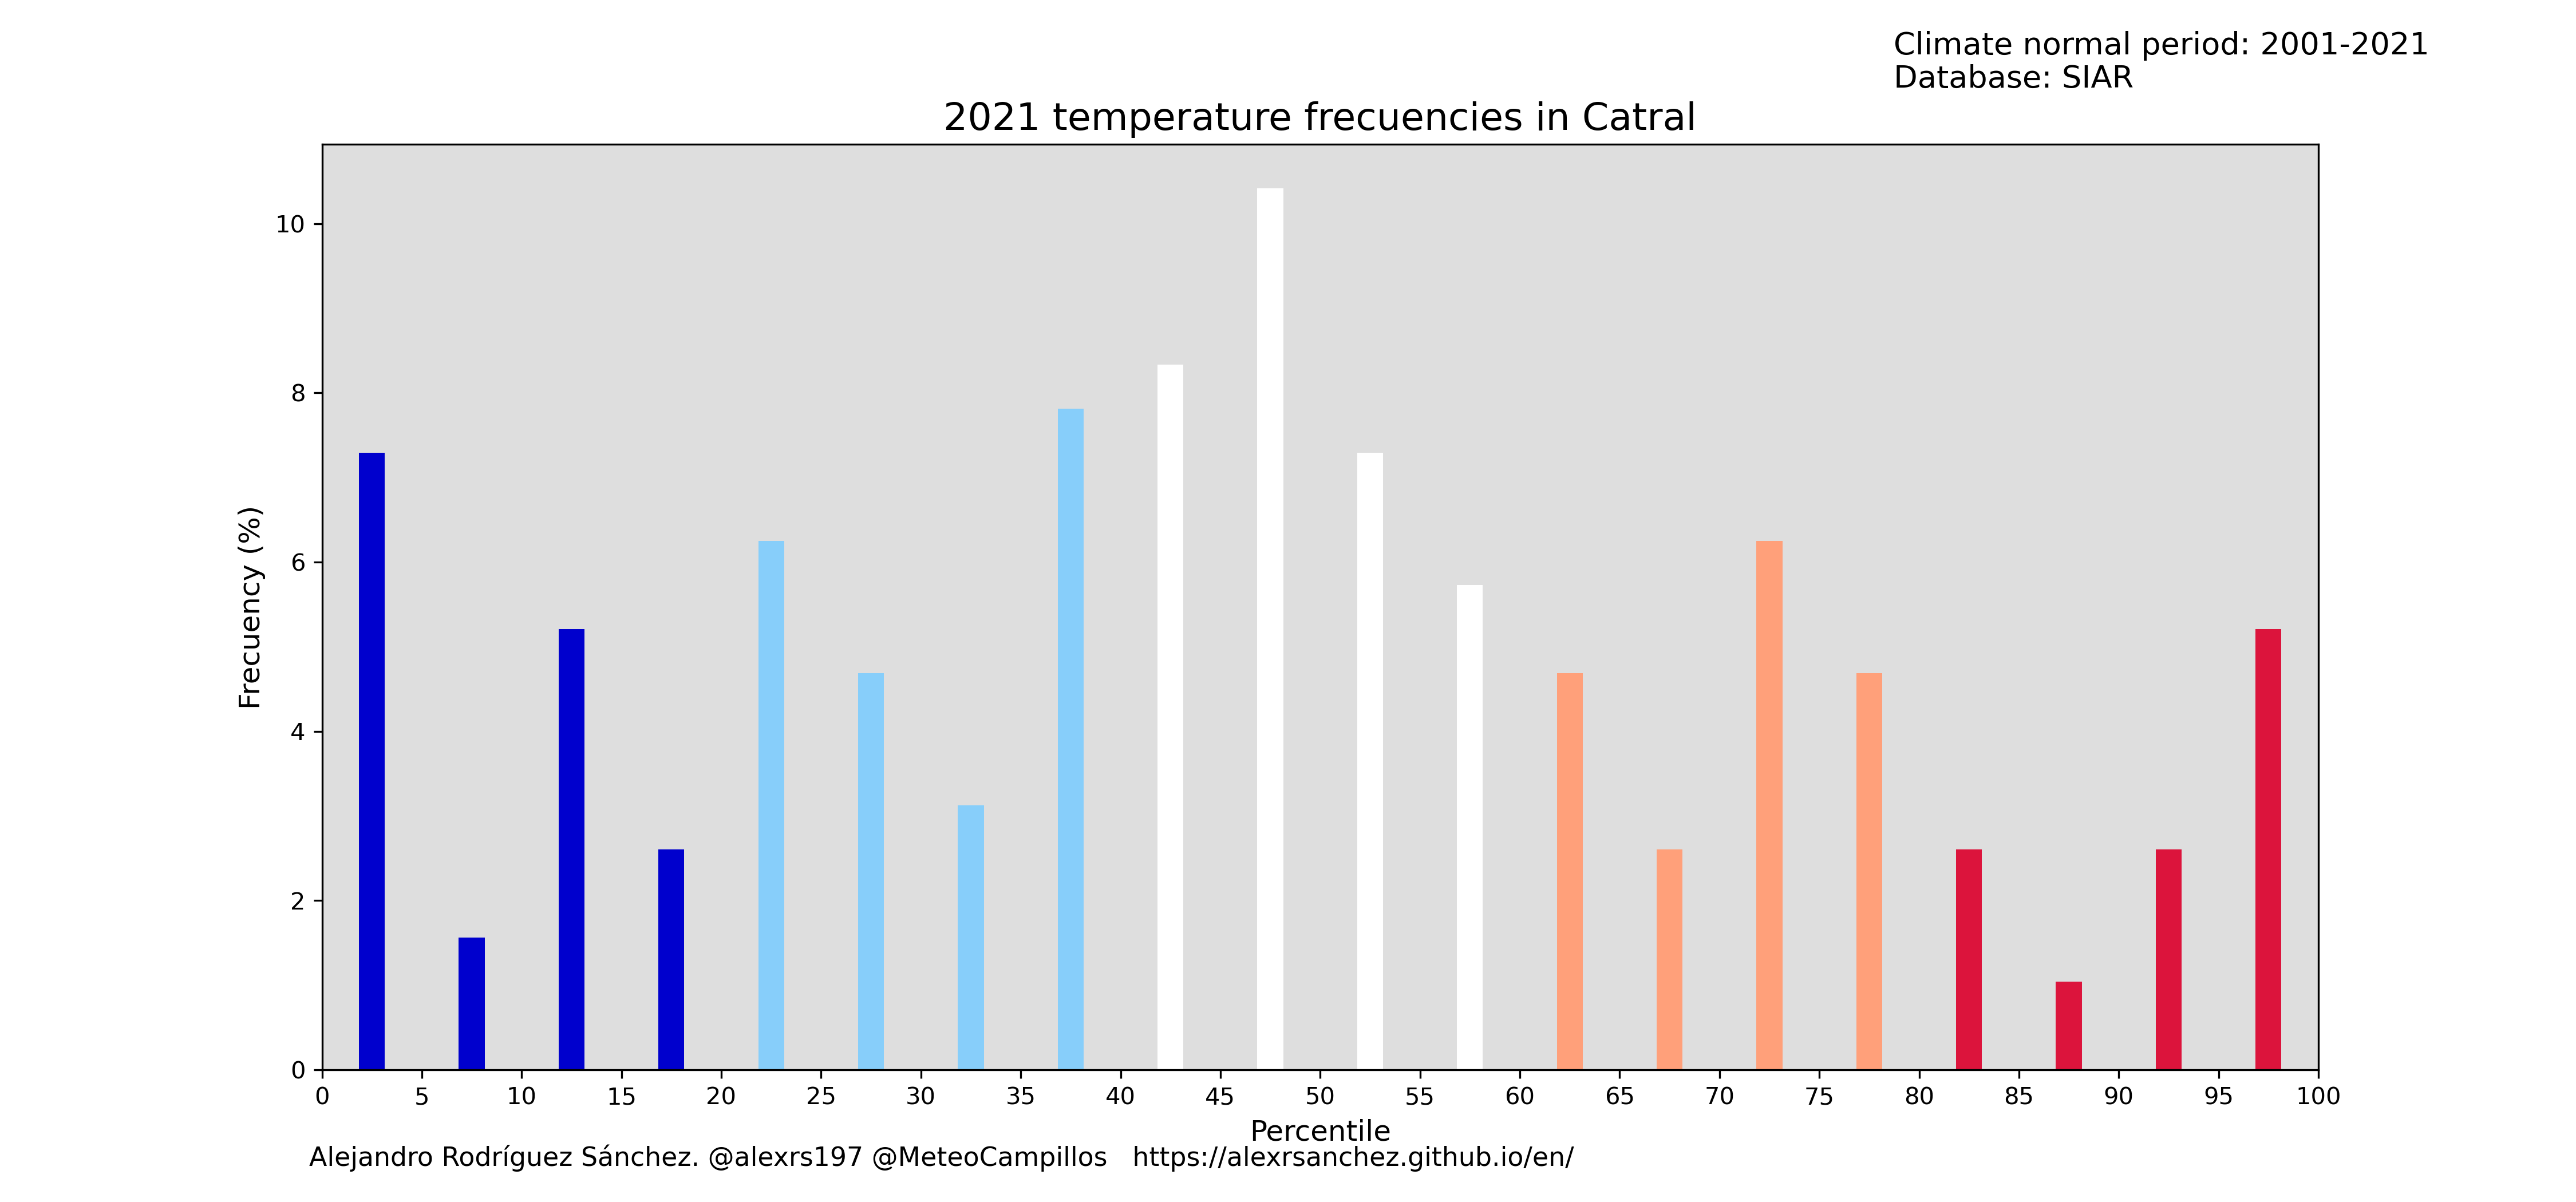 Climate normal period: 2001-2021
Database: SIAR
2021 temperature frecuencies in Catral
Frecuency (%)
10
8
6
4
2
0
0 5 10 15 20 25 30 35 40 45 50 55 60 65 70 75 80 85 90 95 100
Percentile
Alejandro Rodríguez Sánchez. @alexrs197 @MeteoCampillos https://alexrsanchez.github.io/en/